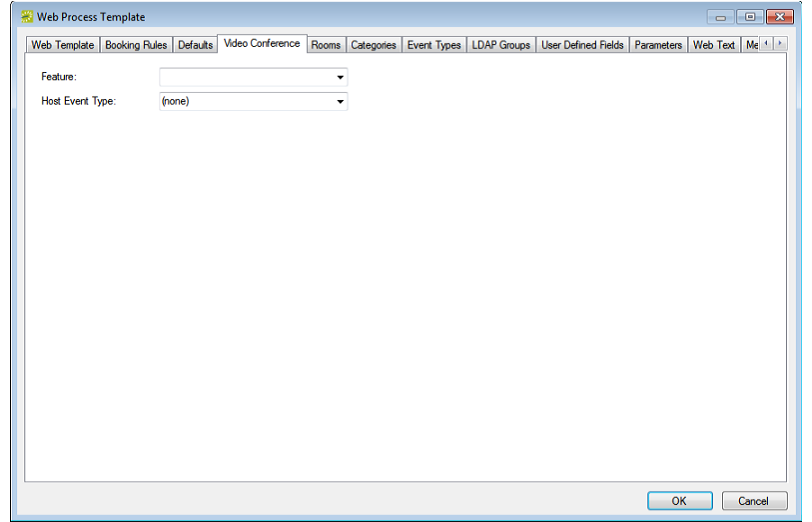 Web Process Template
Web Template Booking Rules Defaults Video Conference Rooms Categories Event Types LDAP Groups User Defined Fields Parameters Web Text Me
Feature:
Host Event Type: (none)
OK Cancel